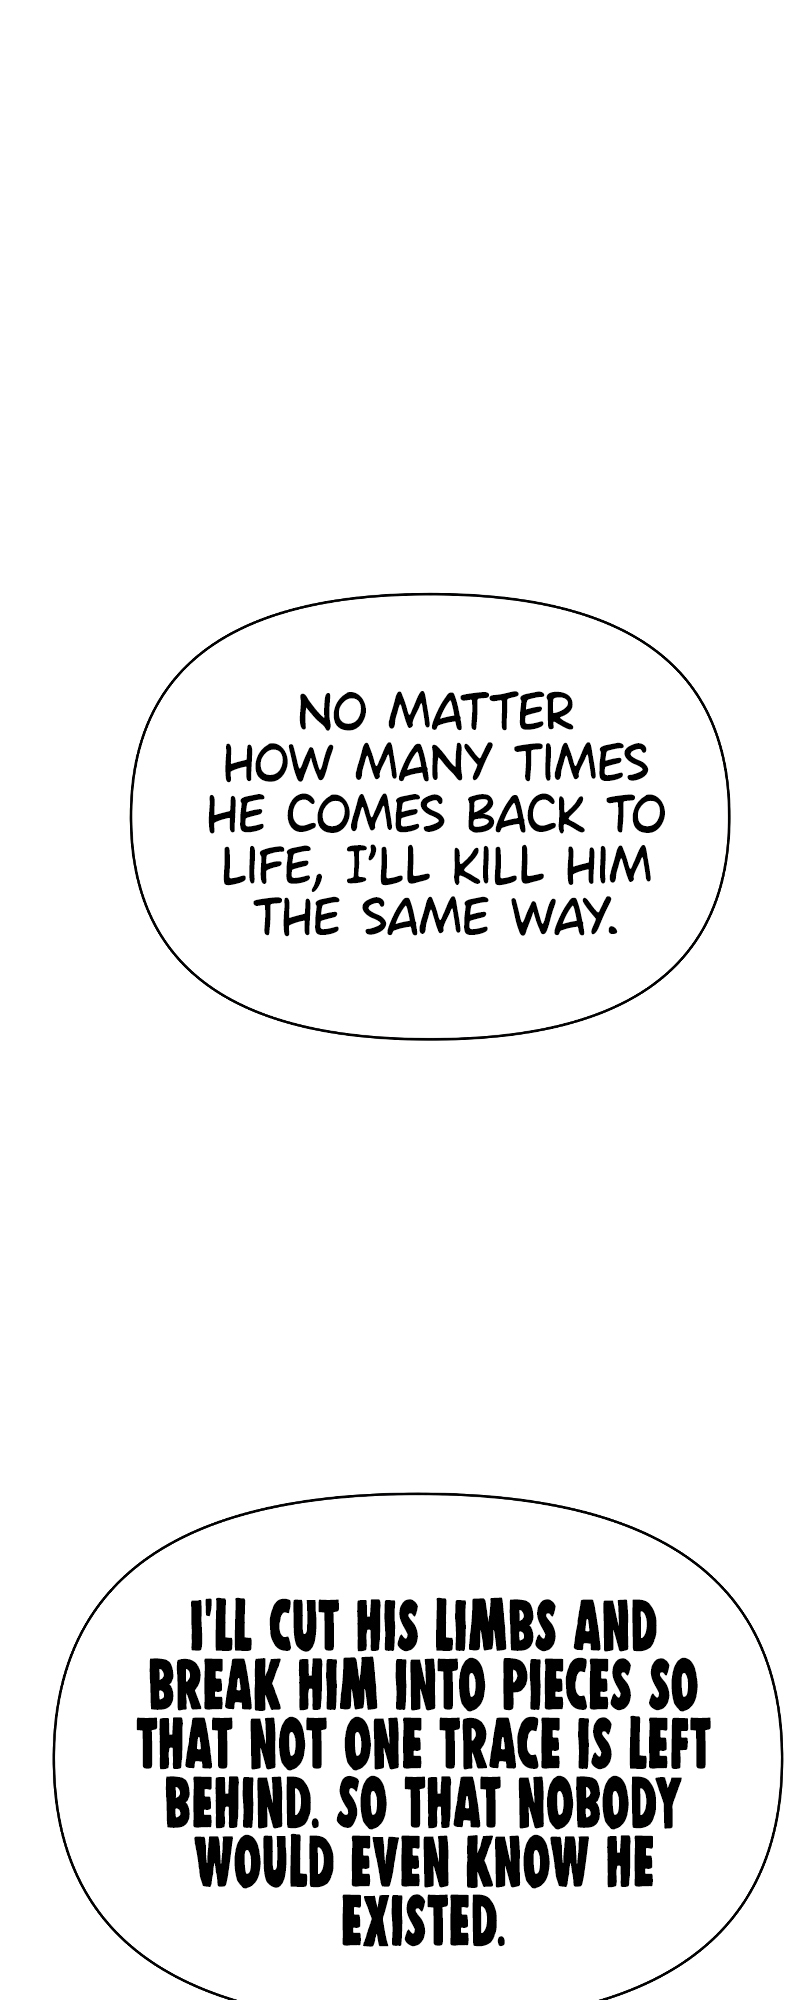 NO MATTER
HOW MANY TIMES
HE COMES BACK TO
LIFE, I'LL KILL HIM
THE SAME WAY.
I'LL CUT HIS LIMBS AND
BREAK HIM INTO PIECES SO
THAT NOT ONE TRACE IS LEFT
BEHIND. SO THAT NOBODY
WOULD EVEN KNOW HE
EXISTED.